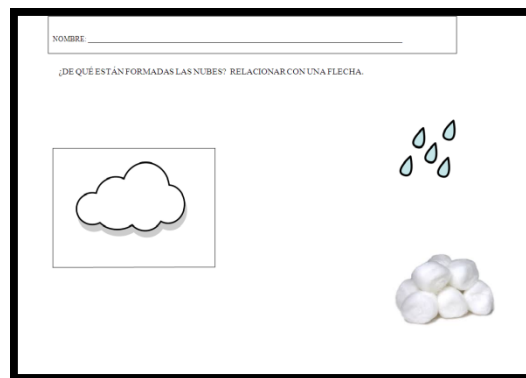 NOMBRE:
¿DE QUÉ ESTÁN FORMADAS LAS NUBES? RELACIONAR CON UNA FLECHA.